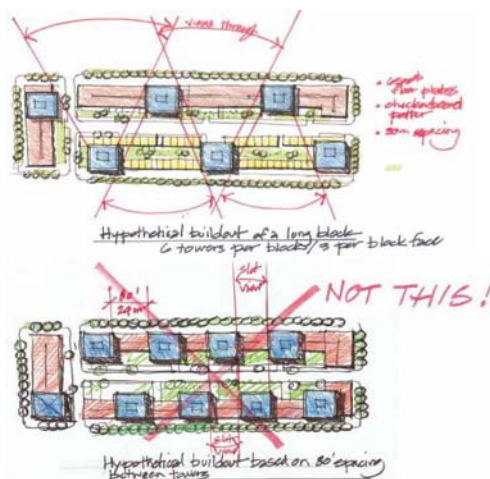 views through
• small floor plates
• checkerboard pattern
• 30m spacing
Hypothetical buildout of a long block
6 towers per block / 3 per block face
slot
view
80'
24m
NOT THIS!
slot
view
Hypothetical buildout based on 80' spacing
between towers